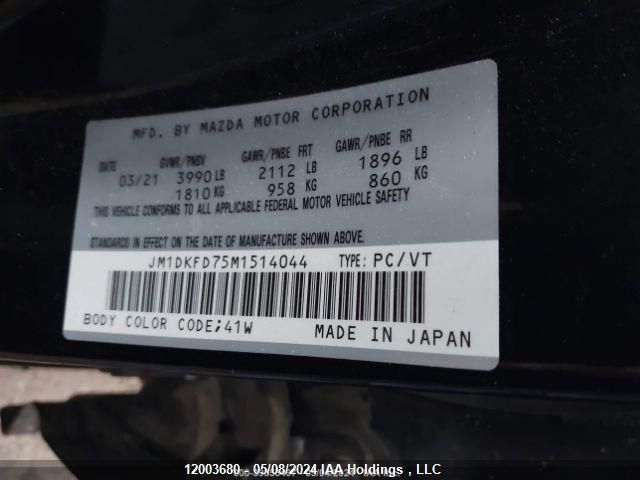 MFD. BY MAZDA MOTOR CORPORATION
DATE GVWR/PNBV GAWR/PNBE FRT GAWR/PNBE RR
03/21 3990 LB 2112 LB 1896 LB
1810 KG 958 KG 860 KG
THIS VEHICLE CONFORMS TO ALL APPLICABLE FEDERAL MOTOR VEHICLE SAFETY
STANDARDS IN EFFECT ON THE DATE OF MANUFACTURE SHOWN ABOVE.
JM1DKFD75M1514044 TYPE: PC/VT
BODY COLOR CODE;41W MADE IN JAPAN
12003680 - 05/08/2024 IAA Holdings , LLC